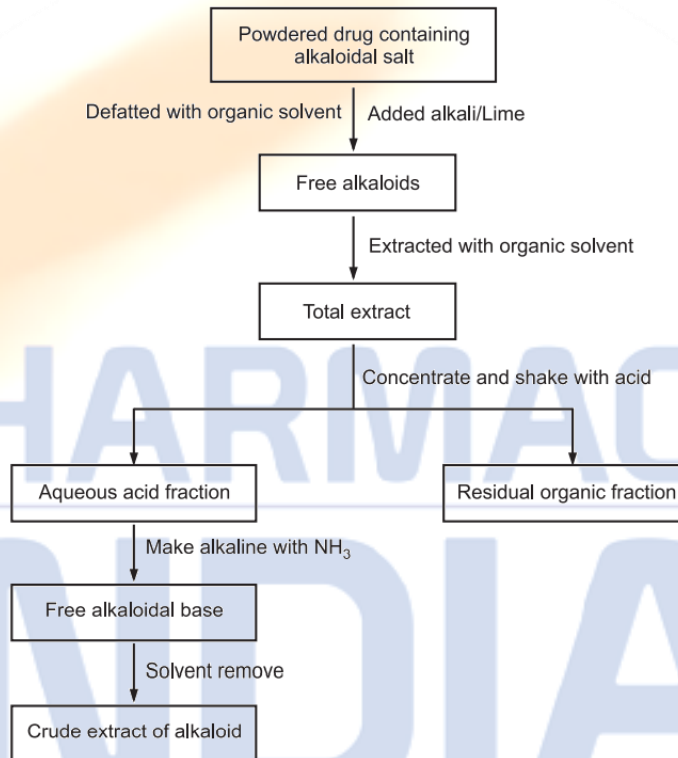 Powdered drug containing
alkaloidal salt
Defatted with organic solvent
Added alkali/Lime
Free alkaloids
Extracted with organic solvent
Total extract
Concentrate and shake with acid
Aqueous acid fraction
Residual organic fraction
Make alkaline with NH₃
Free alkaloidal base
Solvent remove
Crude extract of alkaloid
HARMAC
NDIA